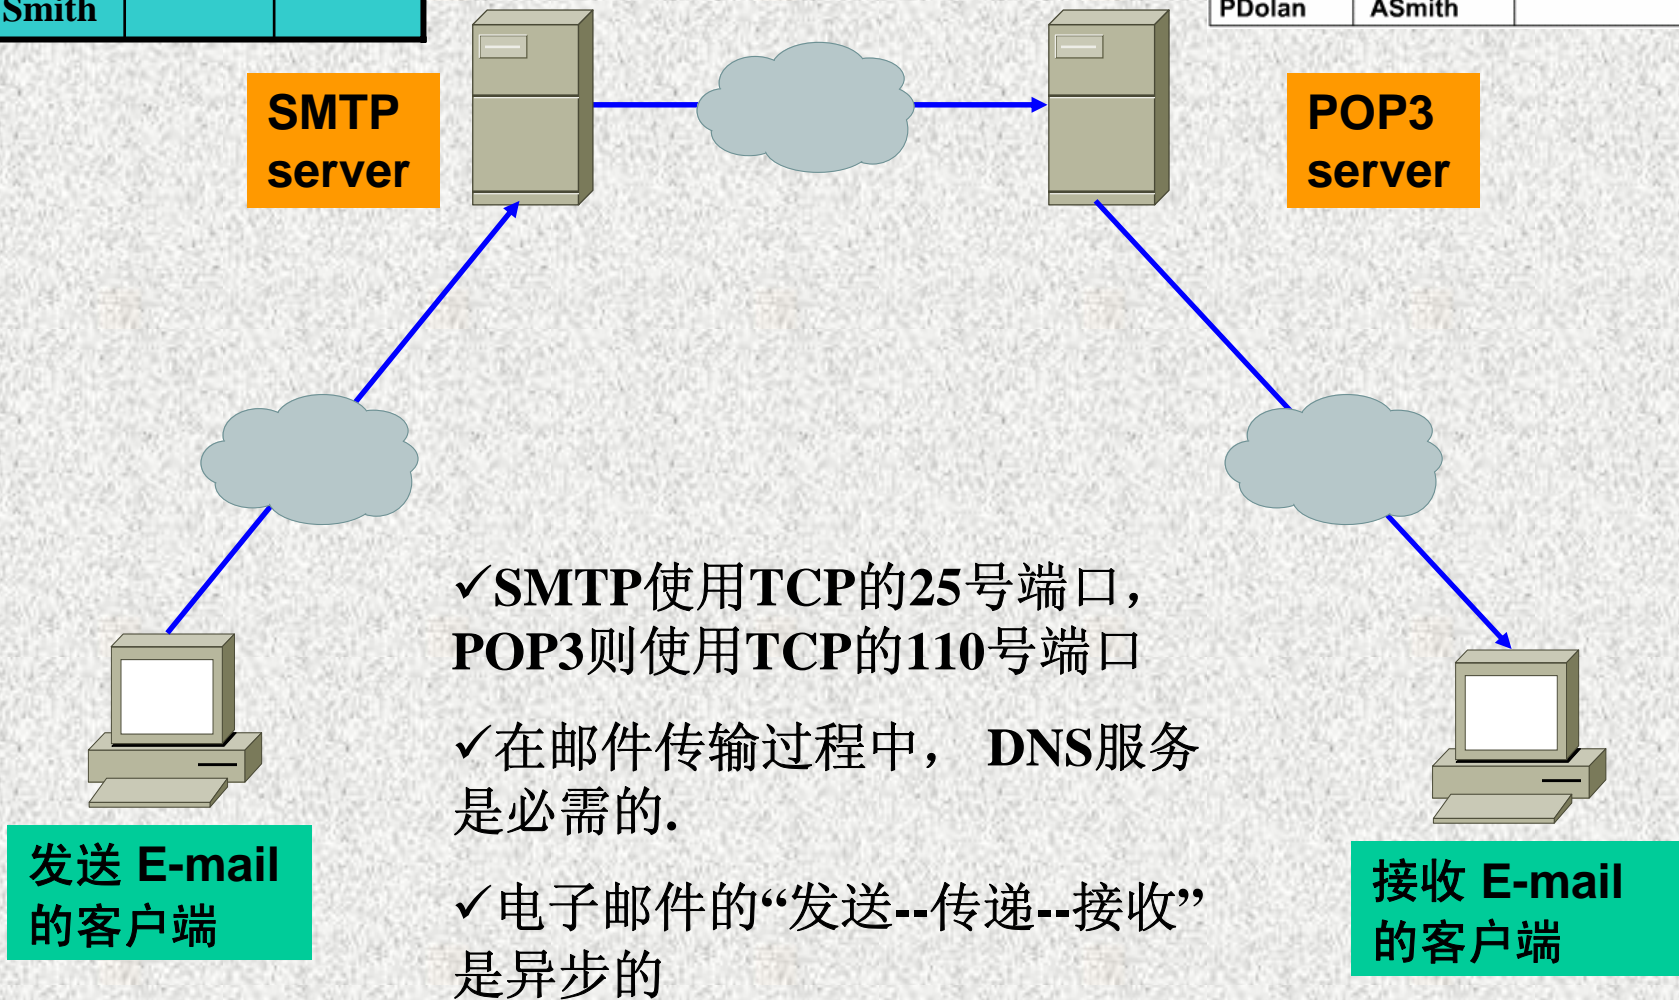 Smith
PDolan ASmith
SMTP
server
POP3
server
✓SMTP使用TCP的25号端口，
POP3则使用TCP的110号端口
✓在邮件传输过程中， DNS服务
是必需的.
✓电子邮件的“发送--传递--接收”
是异步的
发送 E-mail
的客户端
接收 E-mail
的客户端